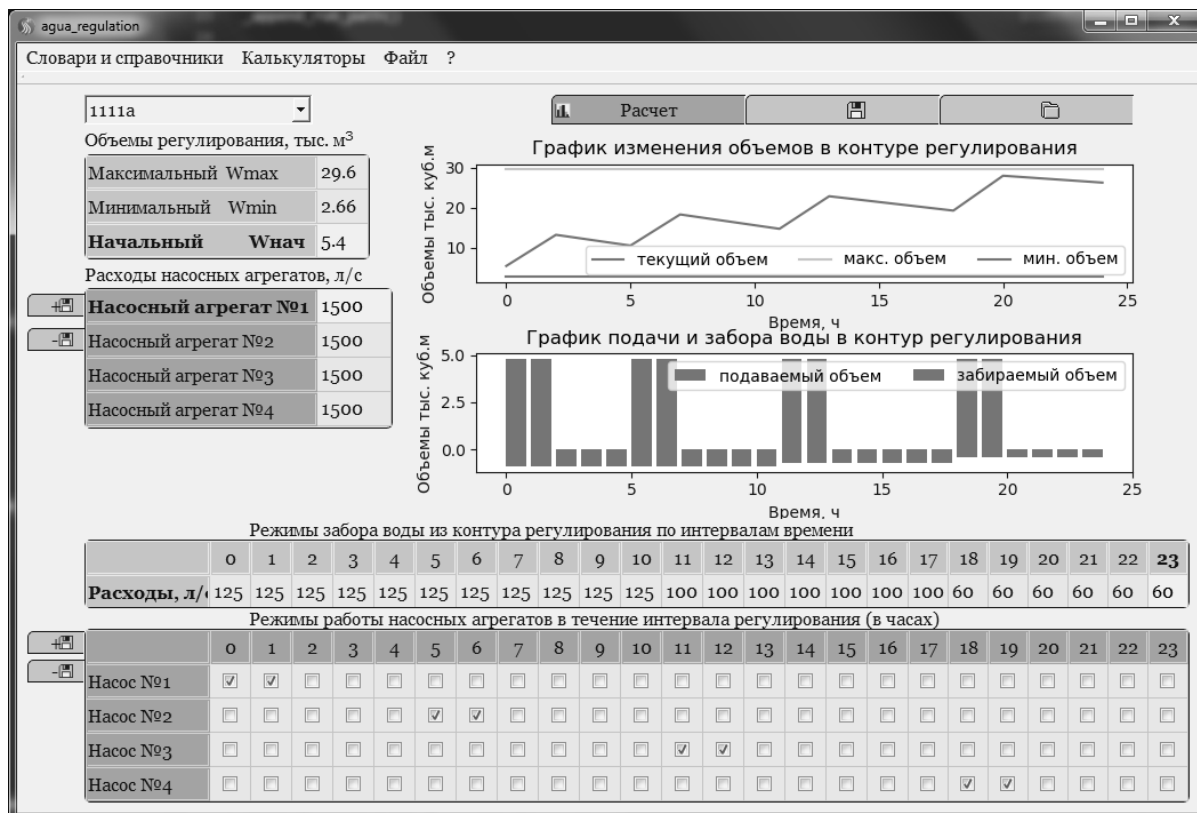 agua_regulation
Словари и справочники Калькуляторы Файл ?
1111a
Расчет
Объемы регулирования, тыс. м³
Максимальный Wmax 29.6
Минимальный Wmin 2.66
Начальный Wнач 5.4
Расходы насосных агрегатов, л/с
Насосный агрегат №1 1500
Насосный агрегат №2 1500
Насосный агрегат №3 1500
Насосный агрегат №4 1500
График изменения объемов в контуре регулирования
Объемы тыс. куб.м
30
20
10
текущий объем макс. объем мин. объем
0 5 10 15 20 25
Время, ч
График подачи и забора воды в контур регулирования
Объемы тыс. куб.м
5.0
2.5
0.0
подаваемый объем забираемый объем
0 5 10 15 20 25
Время, ч
Режимы забора воды из контура регулирования по интервалам времени
0 1 2 3 4 5 6 7 8 9 10 11 12 13 14 15 16 17 18 19 20 21 22 23
Расходы, л/ 125 125 125 125 125 125 125 125 125 125 125 100 100 100 100 100 100 100 60 60 60 60 60 60
Режимы работы насосных агрегатов в течение интервала регулирования (в часах)
0 1 2 3 4 5 6 7 8 9 10 11 12 13 14 15 16 17 18 19 20 21 22 23
Насос №1
Насос №2
Насос №3
Насос №4